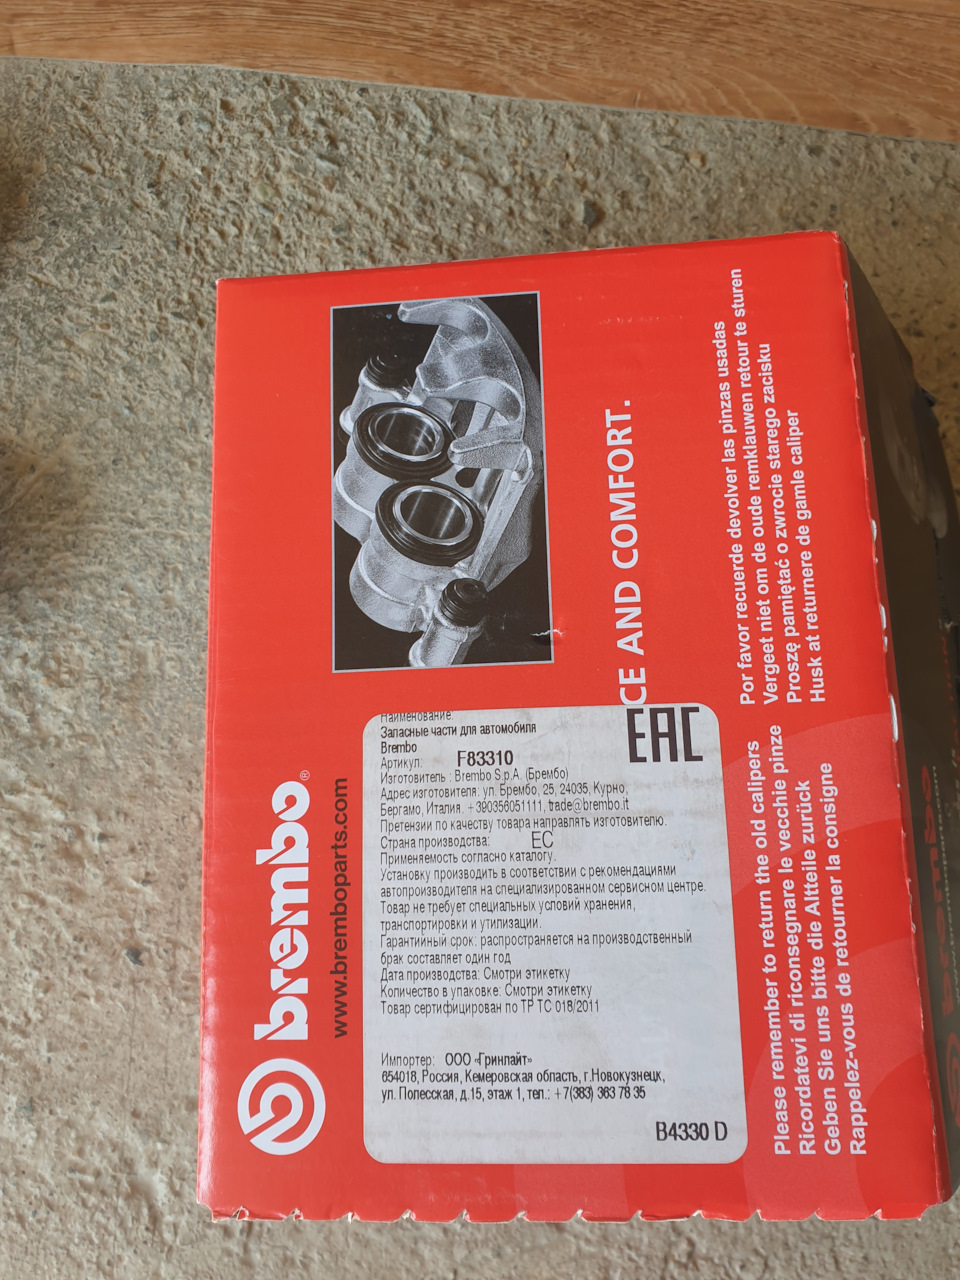 brembo®
www.bremboparts.com
CE AND COMFORT.
Наименование:
Запасные части для автомобиля
Brembo
Артикул: F83310
Изготовитель : Brembo S.p.A. (Брембо)
Адрес изготовителя: ул. Брембо, 25, 24035, Курно,
Бергамо, Италия. +390356051111, trade@brembo.it
Претензии по качеству товара направлять изготовителю.
Страна производства: EC
Применяемость согласно каталогу.
Установку производить в соответствии с рекомендациями
автопроизводителя на специализированном сервисном центре.
Товар не требует специальных условий хранения,
транспортировки и утилизации.
Гарантийный срок: распространяется на производственный
брак составляет один год
Дата производства: Смотри этикетку
Количество в упаковке: Смотри этикетку
Товар сертифицирован по ТР ТС 018/2011
Импортер: ООО «Гринлайт»
654018, Россия, Кемеровская область, г.Новокузнецк,
ул. Полесская, д.15, этаж 1, тел.: +7(383) 363 78 35
B4330 D
EAC
Please remember to return the old calipers
Ricordatevi di riconsegnare le vecchie pinze
Geben Sie uns bitte die Altteile zurück
Rappelez-vous de retourner la consigne
Por favor recuerde devolver las pinzas usadas
Vergeet niet om de oude remklauwen retour te sturen
Proszę pamiętać o zwrocie starego zacisku
Husk at returnere de gamle caliper